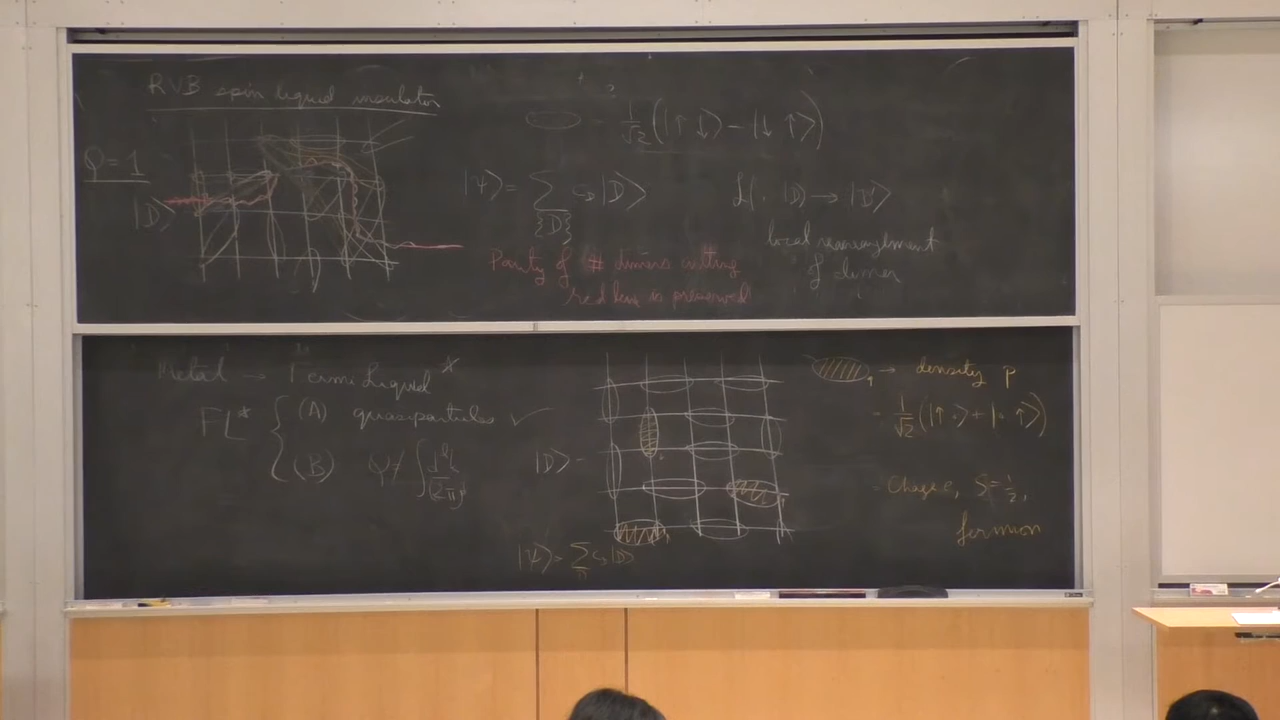 RVB spin liquid insulator
Q = 1
|D>
= 1/√2 (|↑ ↓> − |↓ ↑>)
|Ψ> = ∑ c_D |D>
{D}
|D> → |D'>
local rearrangement
of dimer
Parity of # dimers cutting
red line is preserved
Metal → Fermi Liquid*
FL* { (A) quasiparticles ✓
(B)
|D> =
|Ψ> = ∑ c_D |D>
D
→ density p
= 1/√2 (|↑ ∘> + |∘ ↑>)
Charge, S=1/2,
fermion